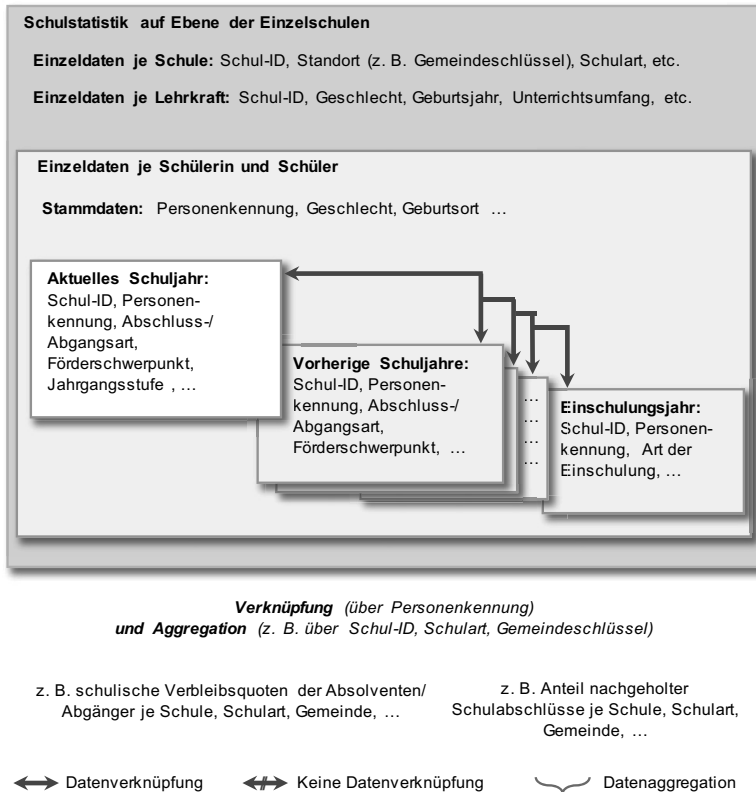 Schulstatistik auf Ebene der Einzelschulen
Einzeldaten je Schule: Schul-ID, Standort (z. B. Gemeindeschlüssel), Schulart, etc.
Einzeldaten je Lehrkraft: Schul-ID, Geschlecht, Geburtsjahr, Unterrichtsumfang, etc.
Einzeldaten je Schülerin und Schüler
Stammdaten: Personenkennung, Geschlecht, Geburtsort ...
Aktuelles Schuljahr:
Schul-ID, Personen-
kennung, Abschluss-/
Abgangsart,
Förderschwerpunkt,
Jahrgangsstufe , ...
Vorherige Schuljahre:
Schul-ID, Personen-
kennung, Abschluss-/
Abgangsart,
Förderschwerpunkt, ...
...
...
...
...
Einschulungsjahr:
Schul-ID, Personen-
kennung, Art der
Einschulung, ...
Verknüpfung (über Personenkennung)
und Aggregation (z. B. über Schul-ID, Schulart, Gemeindeschlüssel)
z. B. schulische Verbleibsquoten der Absolventen/
Abgänger je Schule, Schulart, Gemeinde, ...
z. B. Anteil nachgeholter
Schulabschlüsse je Schule, Schulart,
Gemeinde, ...
Datenverknüpfung
Keine Datenverknüpfung
Datenaggregation